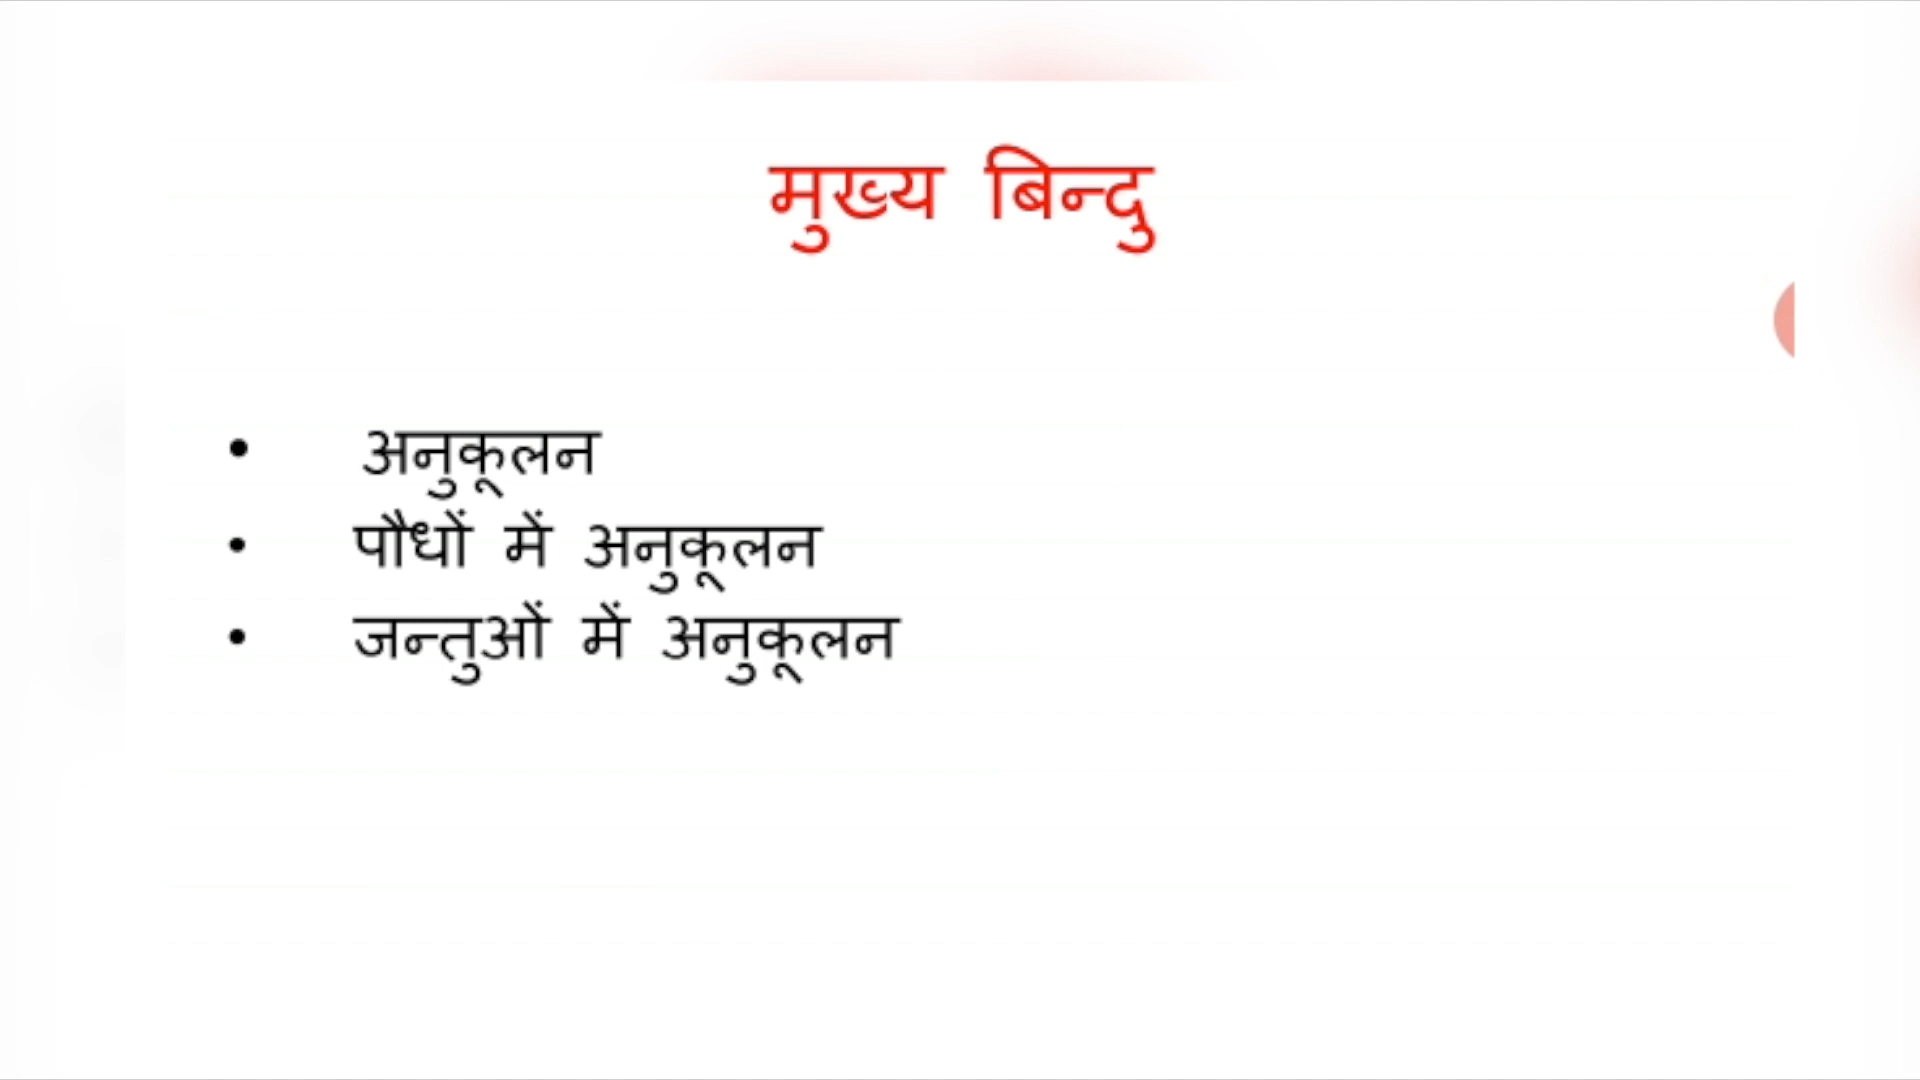 मुख्य बिन्दु
• अनुकूलन
• पौधों में अनुकूलन
• जन्तुओं में अनुकूलन